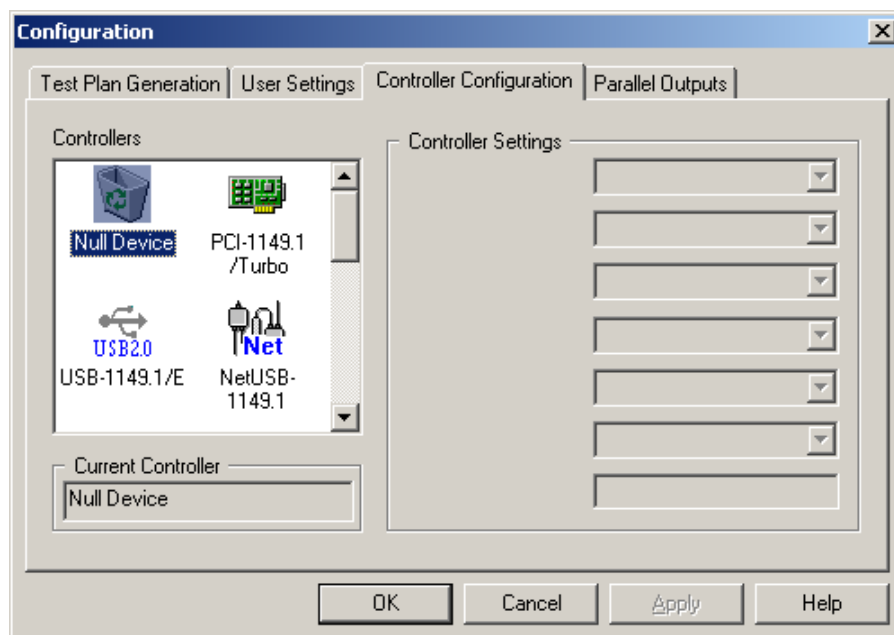 Configuration
Test Plan Generation
User Settings
Controller Configuration
Parallel Outputs
Controllers
Null Device
PCI-1149.1
/Turbo
USB2.0
USB-1149.1/E
Net
NetUSB-
1149.1
Current Controller
Null Device
Controller Settings
OK
Cancel
Apply
Help